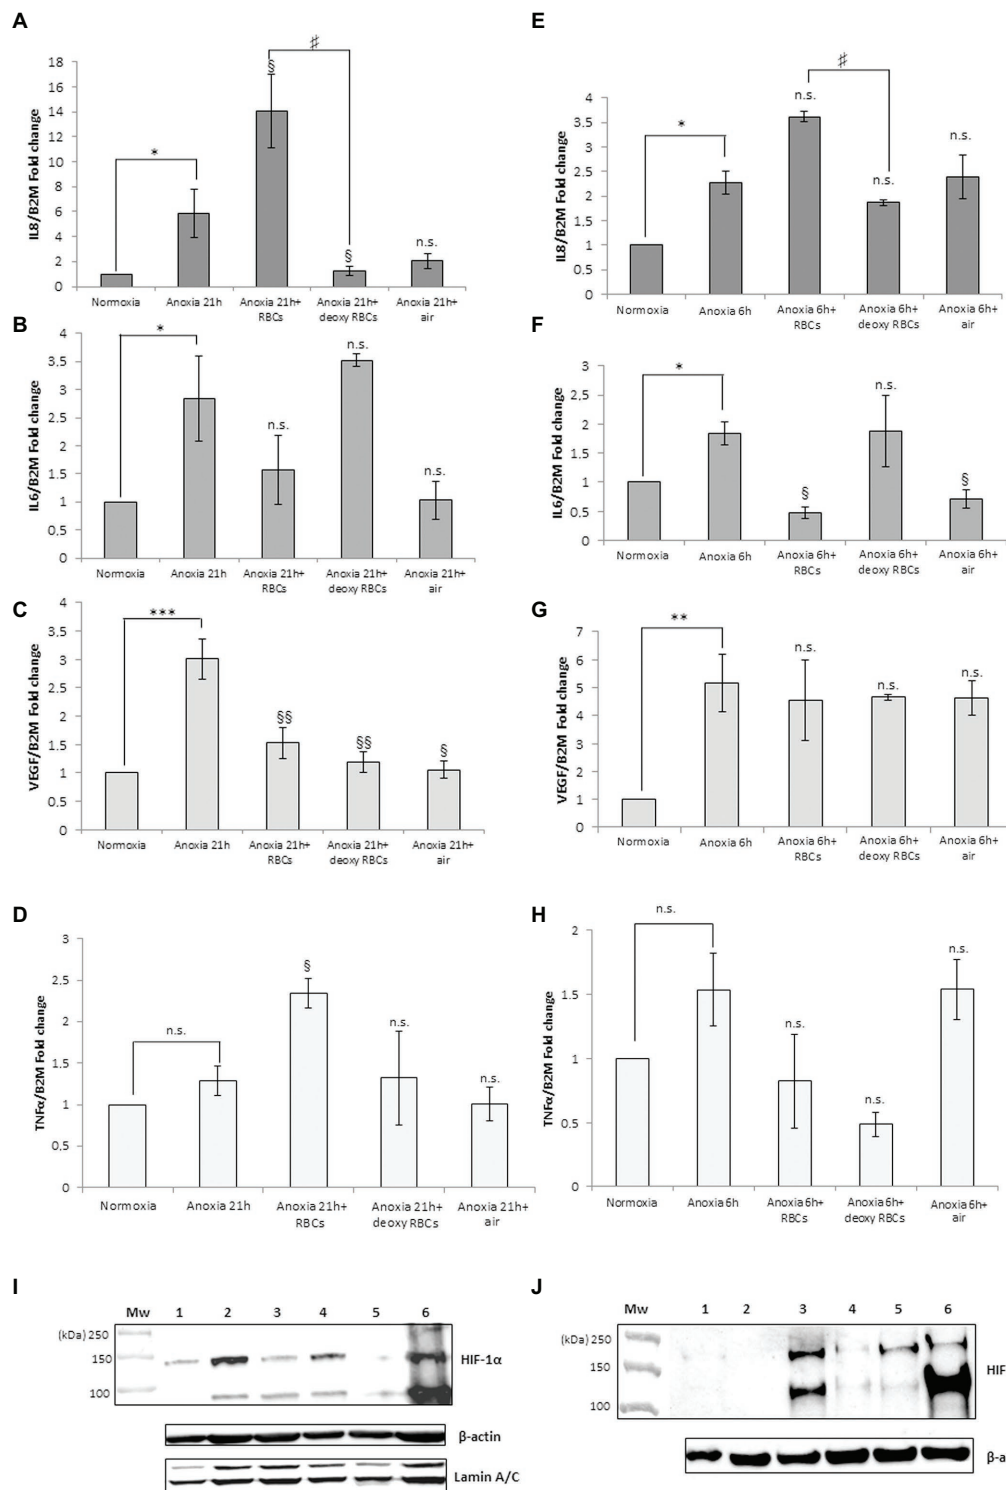 A
IL8/B2M Fold change
18
16
14
12
10
8
6
4
2
0
*
§
♯
§
n.s.
Normoxia
Anoxia 21h
Anoxia 21h+ RBCs
Anoxia 21h+ deoxy RBCs
Anoxia 21h+ air
B
IL6/B2M Fold change
4
3.5
3
2.5
2
1.5
1
0.5
0
*
n.s.
n.s.
n.s.
Normoxia
Anoxia 21h
Anoxia 21h+ RBCs
Anoxia 21h+ deoxy RBCs
Anoxia 21h+ air
C
VEGF/B2M Fold change
4
3.5
3
2.5
2
1.5
1
0.5
0
***
§§
§§
§
Normoxia
Anoxia 21h
Anoxia 21h+ RBCs
Anoxia 21h+ deoxy RBCs
Anoxia 21h+ air
D
TNFα/B2M Fold change
3
2.5
2
1.5
1
0.5
0
n.s.
§
n.s.
n.s.
Normoxia
Anoxia 21h
Anoxia 21h+ RBCs
Anoxia 21h+ deoxy RBCs
Anoxia 21h+ air
E
IL8/B2M Fold change
4
3.5
3
2.5
2
1.5
1
0.5
0
*
n.s.
♯
n.s.
n.s.
Normoxia
Anoxia 6h
Anoxia 6h+ RBCs
Anoxia 6h+ deoxy RBCs
Anoxia 6h+ air
F
IL6/B2M Fold change
3
2.5
2
1.5
1
0.5
0
*
§
n.s.
§
Normoxia
Anoxia 6h
Anoxia 6h+ RBCs
Anoxia 6h+ deoxy RBCs
Anoxia 6h+ air
G
VEGF/B2M Fold change
7
6
5
4
3
2
1
0
**
n.s.
n.s.
n.s.
Normoxia
Anoxia 6h
Anoxia 6h+ RBCs
Anoxia 6h+ deoxy RBCs
Anoxia 6h+ air
H
TNFα/B2M Fold change
2
1.5
1
0.5
0
n.s.
n.s.
n.s.
n.s.
Normoxia
Anoxia 6h
Anoxia 6h+ RBCs
Anoxia 6h+ deoxy RBCs
Anoxia 6h+ air
I
Mw 1 2 3 4 5 6
(kDa) 250
150
100
HIF-1α
β-actin
Lamin A/C
J
Mw 1 2 3 4 5 6
(kDa) 250
150
100
HIF
β-a